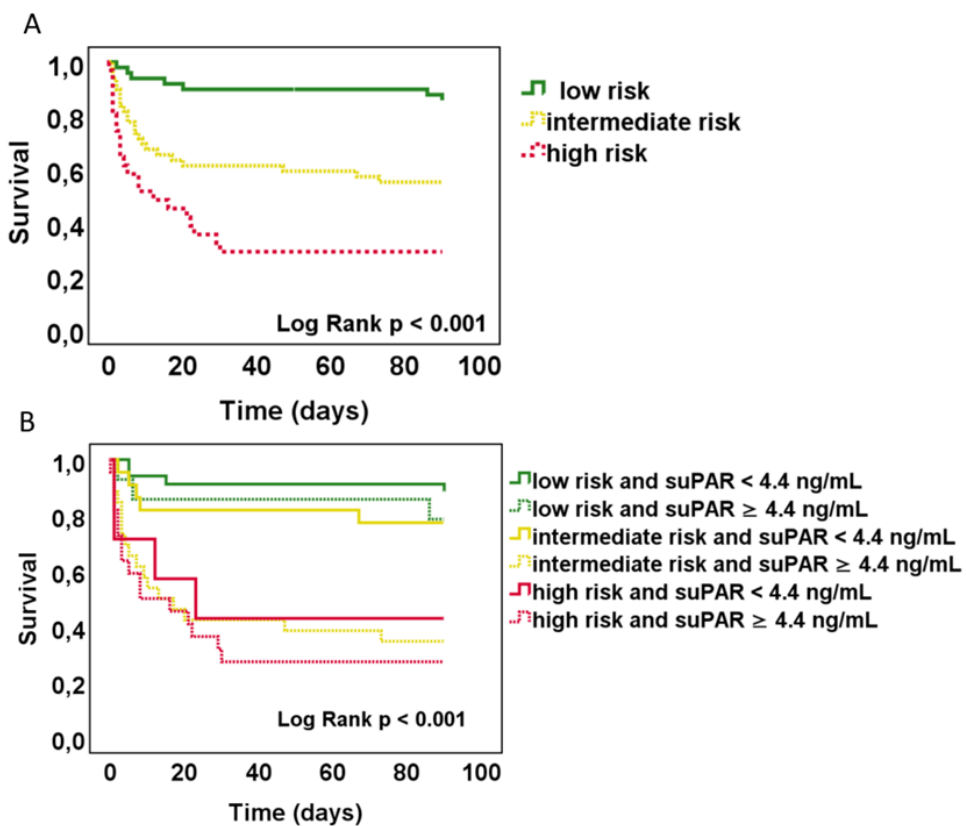 A
Survival
1,0
0,8
0,6
0,4
0,2
0,0
0 20 40 60 80 100
Time (days)
Log Rank p < 0.001
low risk
intermediate risk
high risk
B
Survival
1,0
0,8
0,6
0,4
0,2
0,0
0 20 40 60 80 100
Time (days)
Log Rank p < 0.001
low risk and suPAR < 4.4 ng/mL
low risk and suPAR ≥ 4.4 ng/mL
intermediate risk and suPAR < 4.4 ng/mL
intermediate risk and suPAR ≥ 4.4 ng/mL
high risk and suPAR < 4.4 ng/mL
high risk and suPAR ≥ 4.4 ng/mL